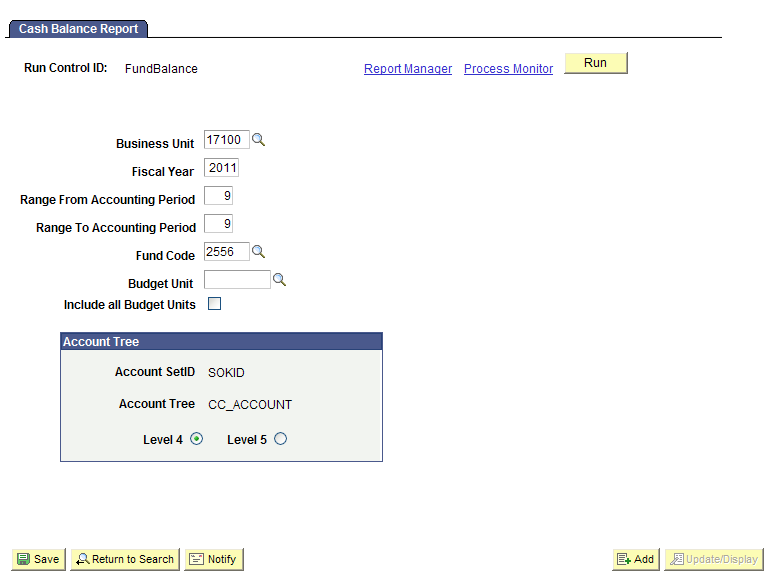 Cash Balance Report
Run Control ID: FundBalance Report Manager Process Monitor Run
Business Unit 17100
Fiscal Year 2011
Range From Accounting Period 9
Range To Accounting Period 9
Fund Code 2556
Budget Unit
Include all Budget Units
Account Tree
Account SetID SOKID
Account Tree CC_ACCOUNT
Level 4 Level 5
Save Return to Search Notify Add Update/Display